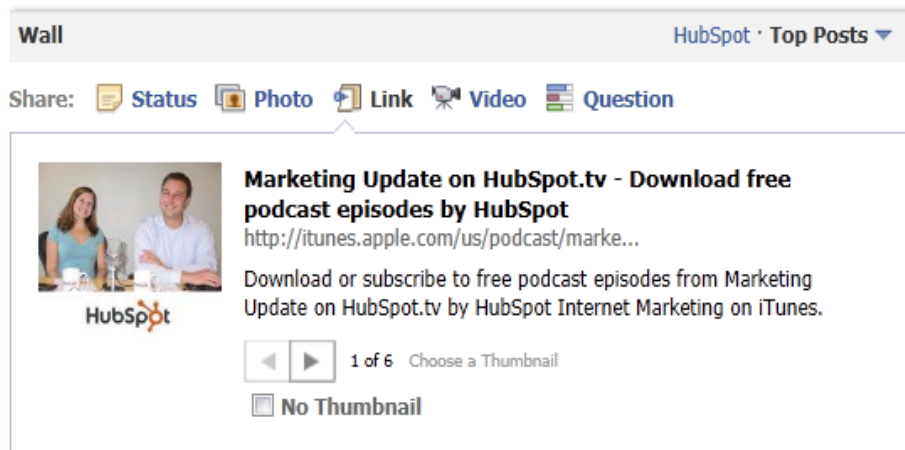 Wall HubSpot · Top Posts
Share: Status Photo Link Video Question
Marketing Update on HubSpot.tv - Download free
podcast episodes by HubSpot
http://itunes.apple.com/us/podcast/marke...
Download or subscribe to free podcast episodes from Marketing
Update on HubSpot.tv by HubSpot Internet Marketing on iTunes.
HubSpot
1 of 6 Choose a Thumbnail
No Thumbnail